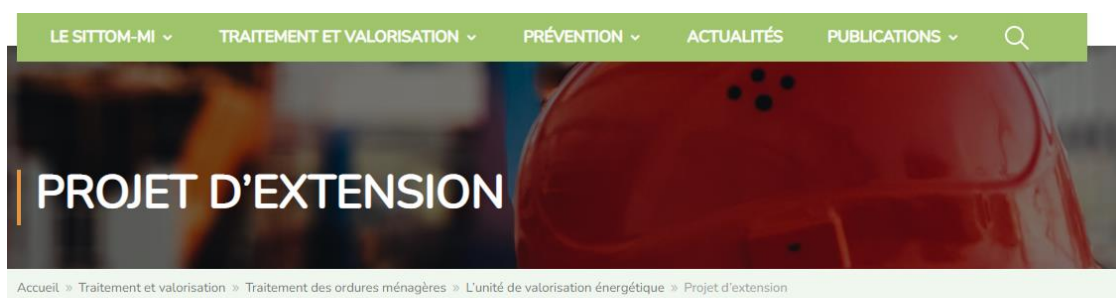 LE SITTOM-MI TRAITEMENT ET VALORISATION PRÉVENTION ACTUALITÉS PUBLICATIONS
PROJET D'EXTENSION
Accueil » Traitement et valorisation » Traitement des ordures ménagères » L'unité de valorisation énergétique » Projet d'extension